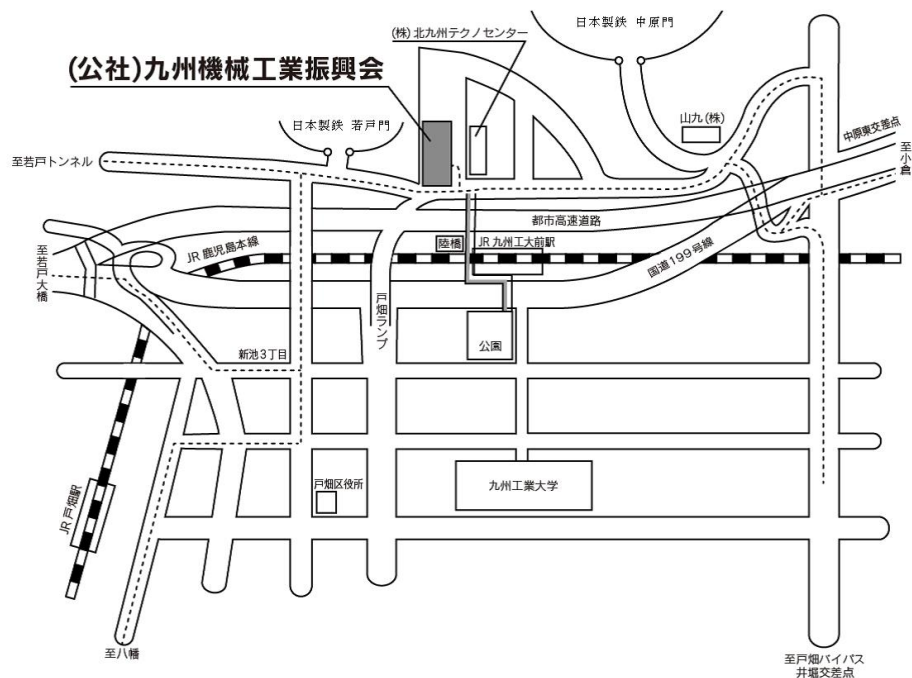 日本製鉄 中原門
(株)北九州テクノセンター
(公社)九州機械工業振興会
山九(株)
日本製鉄 若戸門
中原東交差点
至小倉
至若戸トンネル
都市高速道路
陸橋
JR 九州工大前駅
JR 鹿児島本線
至若戸大橋
国道199号線
戸畑ランプ
公園
新池3丁目
戸畑区役所
九州工業大学
JR 戸畑駅
至八幡
至戸畑バイパス
井堀交差点